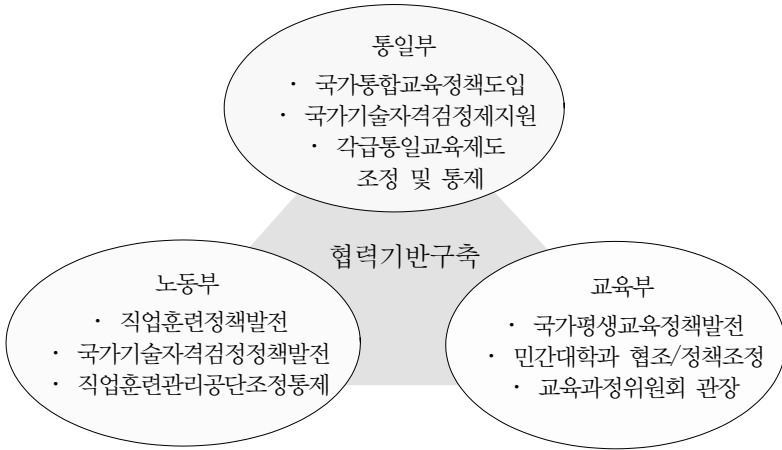 통일부
· 국가통합교육정책도입
· 국가기술자격검정제지원
· 각급통일교육제도
조정 및 통제
협력기반구축
노동부
· 직업훈련정책발전
· 국가기술자격검정정책발전
· 직업훈련관리공단조정통제
교육부
· 국가평생교육정책발전
· 민간대학과 협조/정책조정
· 교육과정위원회 관장